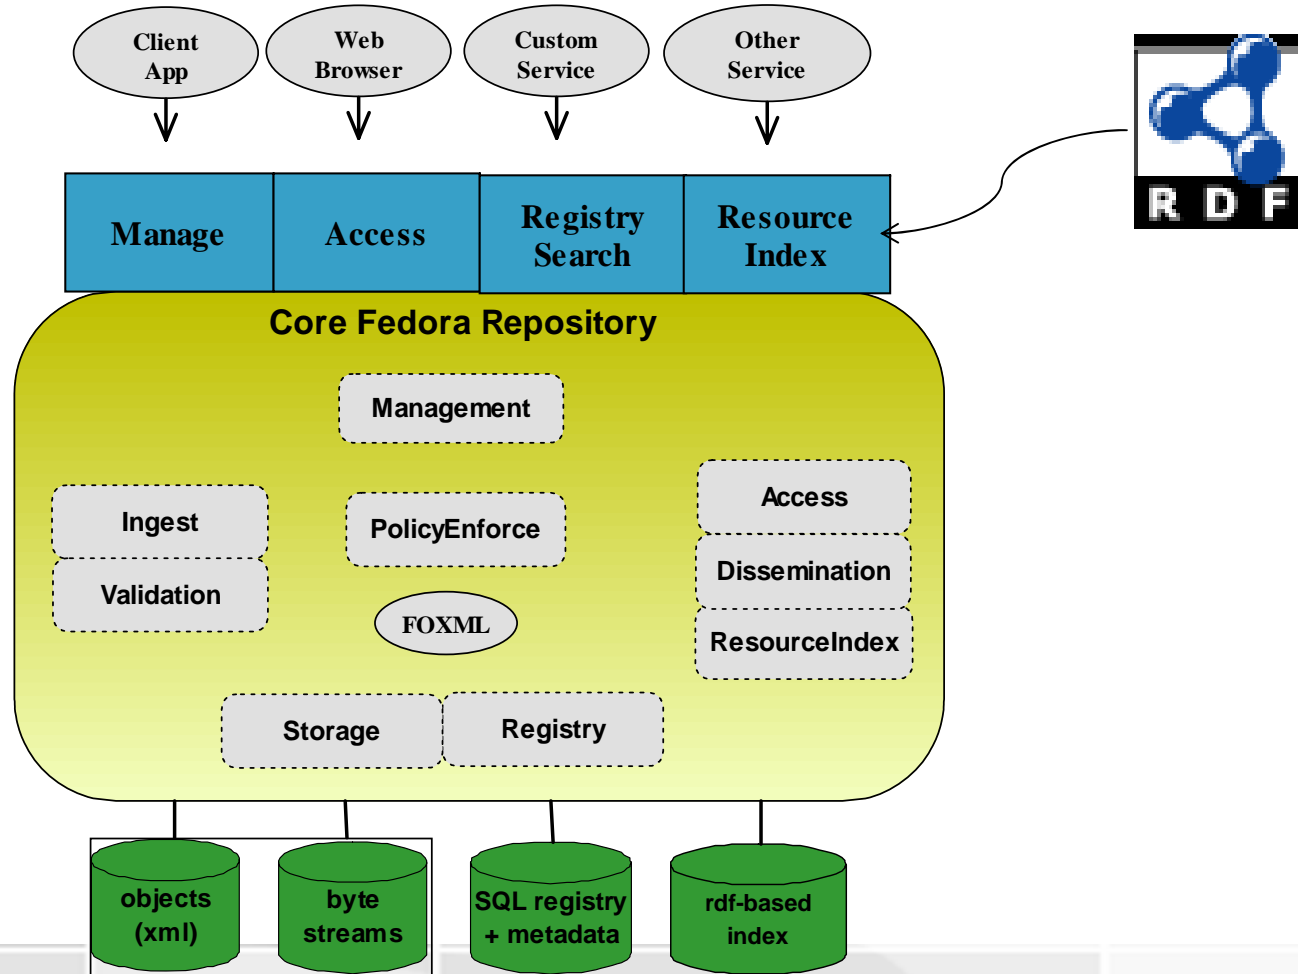 Client
App
Web
Browser
Custom
Service
Other
Service
RDF
Manage
Access
Registry
Search
Resource
Index
Core Fedora Repository
Management
Ingest
Validation
PolicyEnforce
FOXML
Access
Dissemination
ResourceIndex
Storage
Registry
objects
(xml)
byte
streams
SQL registry
+ metadata
rdf-based
index